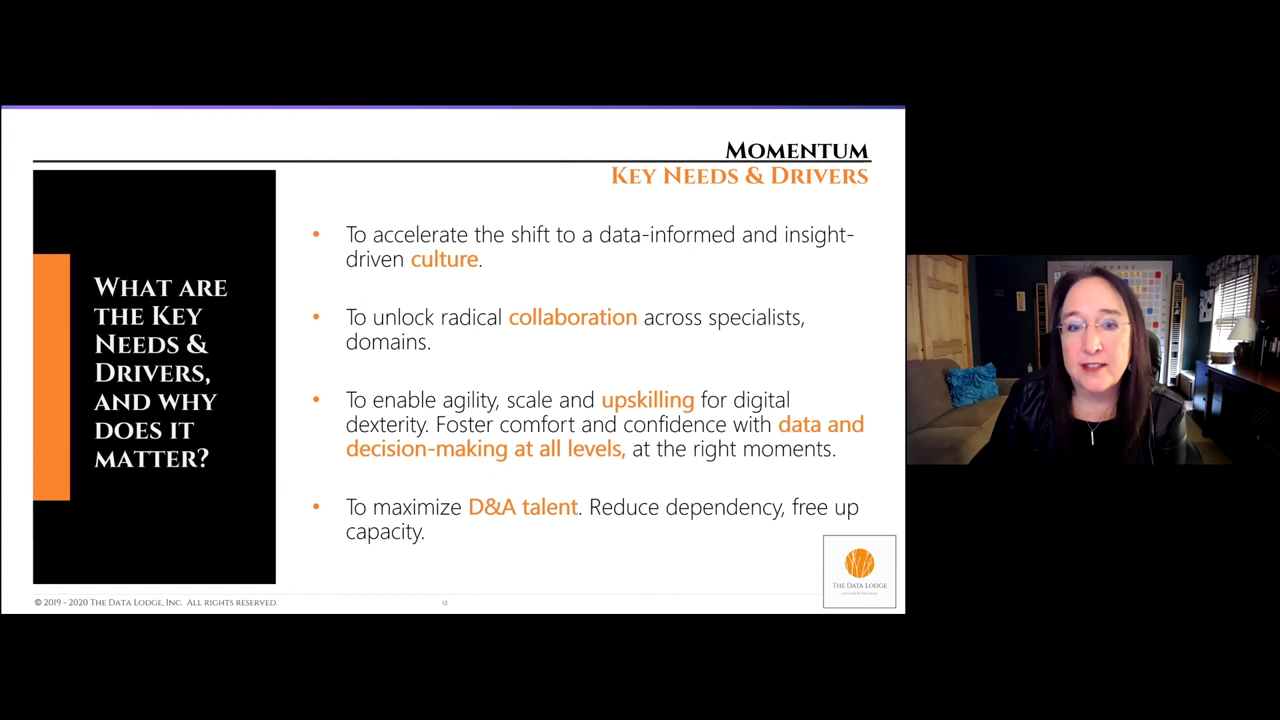 MOMENTUM
KEY NEEDS & DRIVERS
WHAT ARE
THE KEY
NEEDS &
DRIVERS,
AND WHY
DOES IT
MATTER?
• To accelerate the shift to a data-informed and insight-
driven culture.
• To unlock radical collaboration across specialists,
domains.
• To enable agility, scale and upskilling for digital
dexterity. Foster comfort and confidence with data and
decision-making at all levels, at the right moments.
• To maximize D&A talent. Reduce dependency, free up
capacity.
THE DATA LODGE
© 2019 - 2020 THE DATA LODGE, INC. ALL RIGHTS RESERVED.
12